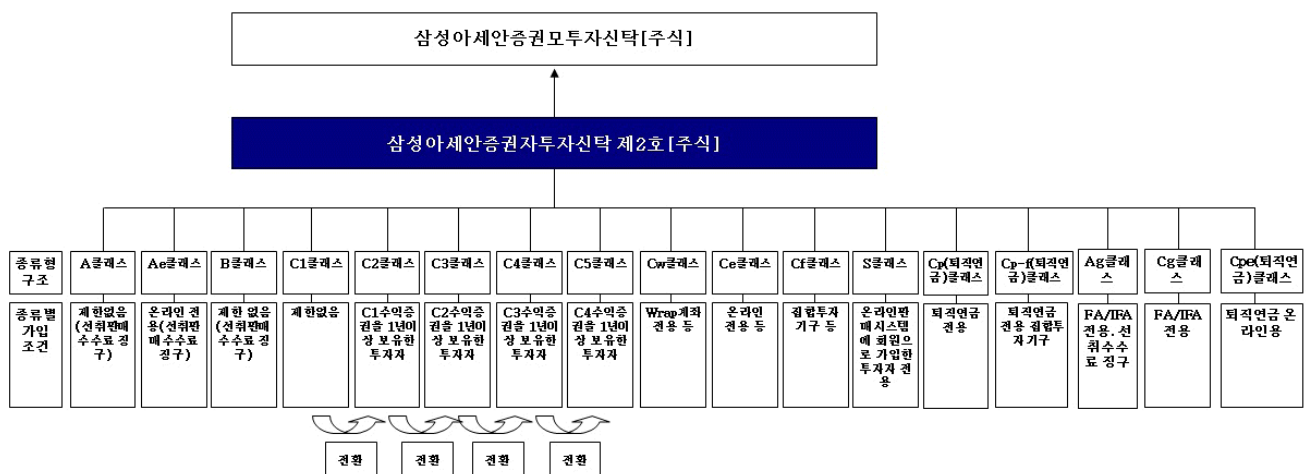 삼성아세안증권모투자신탁[주식]
삼성아세안증권자투자신탁 제2호[주식]
종류형
구조
A클래스
Ae클래스
B클래스
C1클래스
C2클래스
C3클래스
C4클래스
C5클래스
Cw클래스
Ce클래스
Cf클래스
S클래스
Cp(퇴직연
금)클래스
Cp-f(퇴직연
금)클래스
Ag클래
스
Cg클래
스
Cpe(퇴직연
금)클래스
종류별
가입
조건
제한없음
(선취판매
수수료 징
구)
온라인 전
용(선취판
매수수료
징구)
제한 없음
(선취판매
수수료 징
구)
제한없음
C1수익증
권을 1년이
상 보유한
투자자
C2수익증
권을 1년이
상 보유한
투자자
C3수익증
권을 1년이
상 보유한
투자자
C4수익증
권을 1년이
상 보유한
투자자
Wrap계좌
전용 등
온라인
전용 등
집합투자
기구 등
온라인판
매시스템
에 회원으
로 가입한
투자자 전
용
퇴직연금
전용
퇴직연금
전용 집합투
자기구
FA/IFA
전용. 선
취수수
료 징구
FA/IFA
전용
퇴직연금 온
라인용
전환
전환
전환
전환